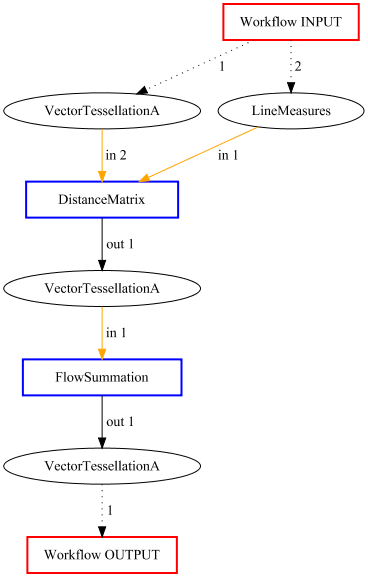 Workflow INPUT
1
2
VectorTessellationA
LineMeasures
in 2
in 1
DistanceMatrix
out 1
VectorTessellationA
in 1
FlowSummation
out 1
VectorTessellationA
1
Workflow OUTPUT